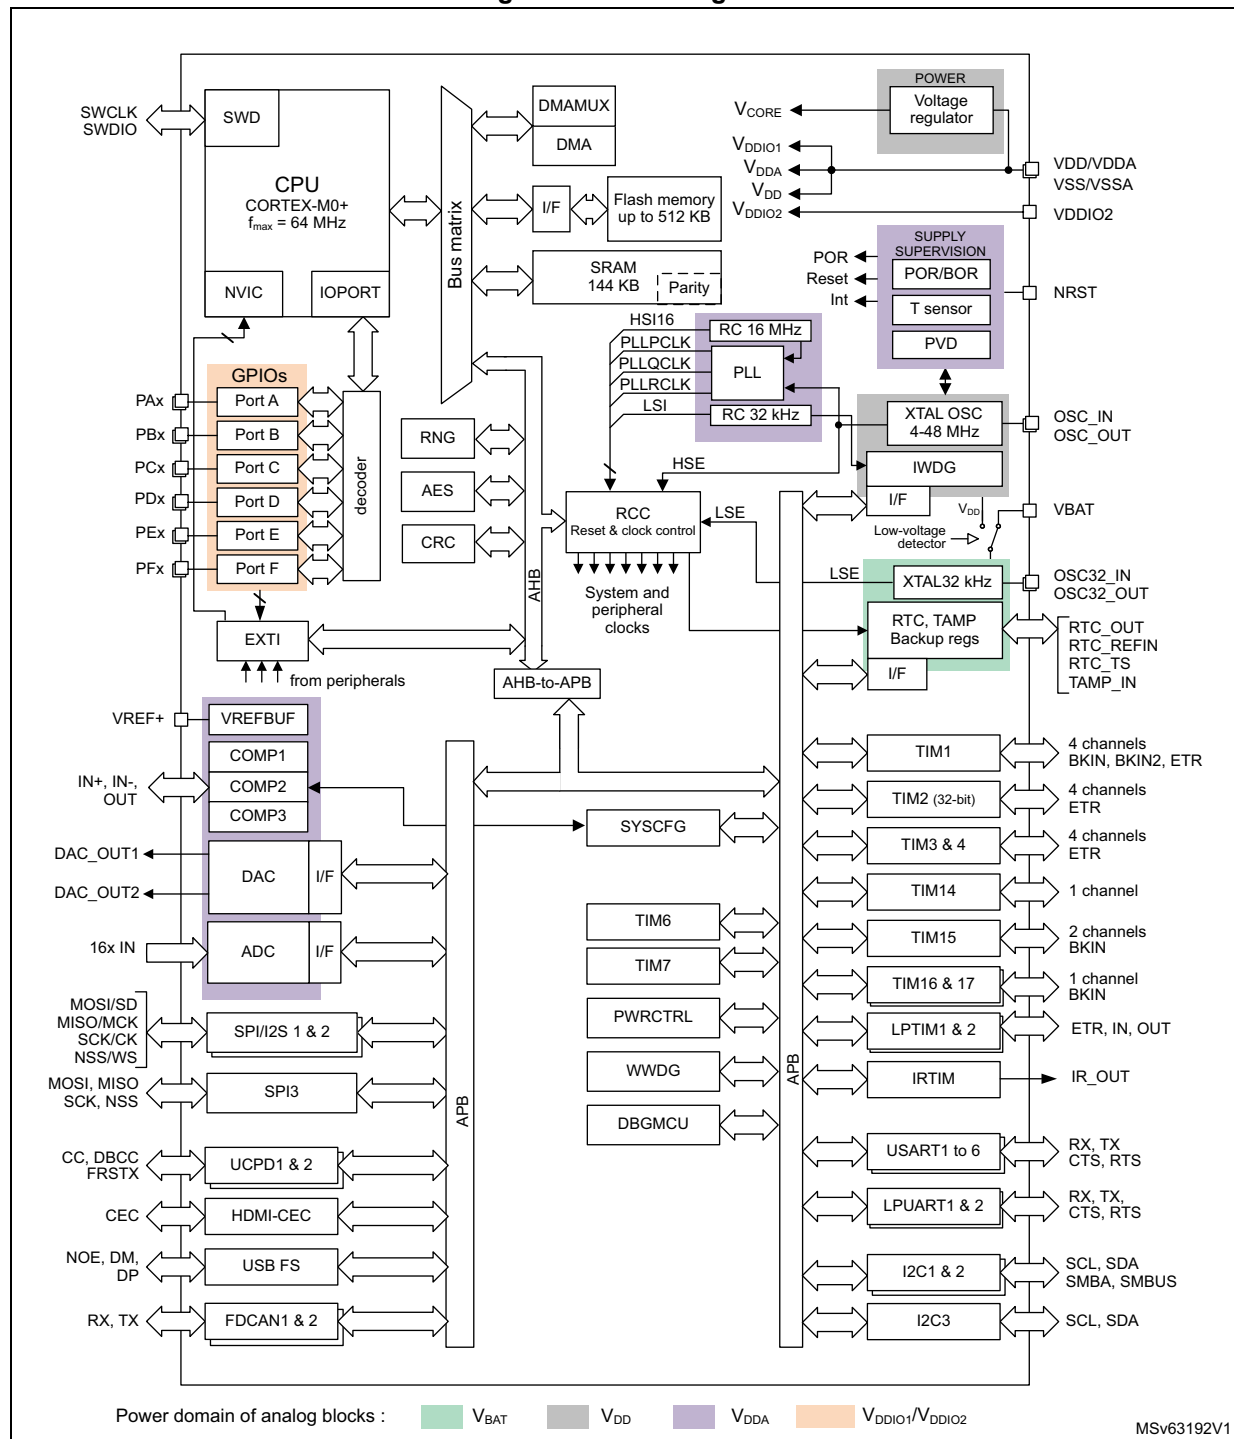 SWCLK
SWDIO
SWD
CPU
CORTEX-M0+
fmax = 64 MHz
NVIC
IOPORT
Bus matrix
DMAMUX
DMA
I/F
Flash memory
up to 512 KB
SRAM
144 KB
Parity
POWER
Voltage
regulator
VCORE
VDDIO1
VDDA
VDD
VDDIO2
VDD/VDDA
VSS/VSSA
VDDIO2
SUPPLY
SUPERVISION
POR/BOR
T sensor
PVD
POR
Reset
Int
NRST
HSI16
PLLPCLK
PLLQCLK
PLLRCLK
LSI
RC 16 MHz
PLL
RC 32 kHz
XTAL OSC
4-48 MHz
IWDG
I/F
OSC_IN
OSC_OUT
HSE
GPIOs
Port A
Port B
Port C
Port D
Port E
Port F
PAx
PBx
PCx
PDx
PEx
PFx
decoder
RNG
AES
CRC
AHB
RCC
Reset & clock control
LSE
System and
peripheral
clocks
VDD
Low-voltage
detector
VBAT
LSE
XTAL32 kHz
OSC32_IN
OSC32_OUT
RTC, TAMP
Backup regs
I/F
RTC_OUT
RTC_REFIN
RTC_TS
TAMP_IN
EXTI
from peripherals
AHB-to-APB
VREF+
VREFBUF
COMP1
COMP2
COMP3
IN+, IN-,
OUT
DAC_OUT1
DAC_OUT2
DAC
I/F
16x IN
ADC
I/F
MOSI/SD
MISO/MCK
SCK/CK
NSS/WS
SPI/I2S 1 & 2
MOSI, MISO
SCK, NSS
SPI3
CC, DBCC
FRSTX
UCPD1 & 2
CEC
HDMI-CEC
NOE, DM,
DP
USB FS
RX, TX
FDCAN1 & 2
APB
SYSCFG
TIM6
TIM7
PWRCTRL
WWDG
DBGMCU
APB
TIM1
4 channels
BKIN, BKIN2, ETR
TIM2 (32-bit)
4 channels
ETR
TIM3 & 4
4 channels
ETR
TIM14
1 channel
TIM15
2 channels
BKIN
TIM16 & 17
1 channel
BKIN
LPTIM1 & 2
ETR, IN, OUT
IRTIM
IR_OUT
USART1 to 6
RX, TX
CTS, RTS
LPUART1 & 2
RX, TX,
CTS, RTS
I2C1 & 2
SCL, SDA
SMBA, SMBUS
I2C3
SCL, SDA
Power domain of analog blocks :
VBAT
VDD
VDDA
VDDIO1/VDDIO2
MSv63192V1